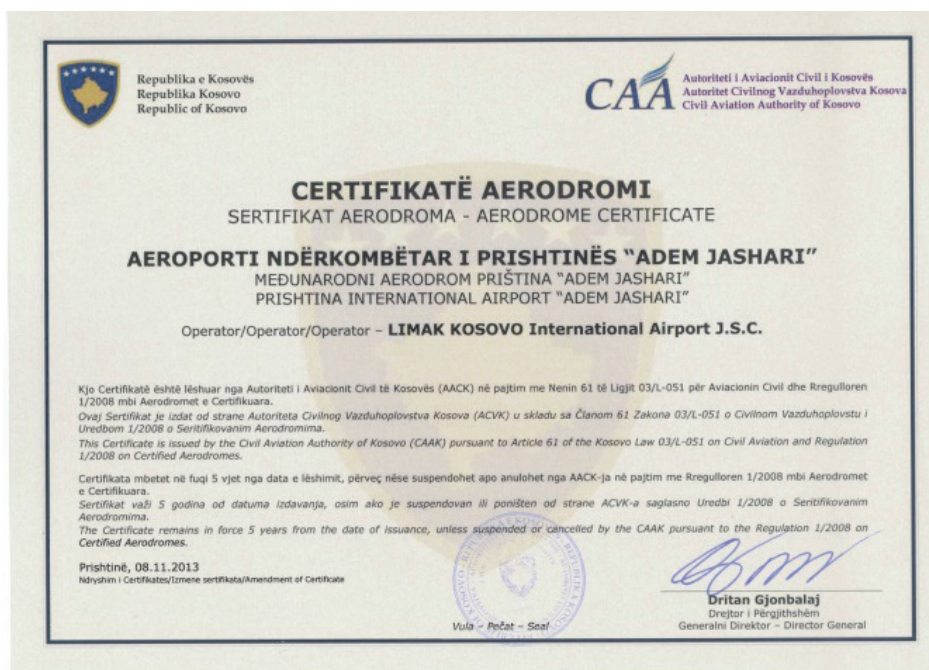 Republika e Kosovës
Republika Kosovo
Republic of Kosovo
CAA
Autoriteti i Aviacionit Civil i Kosovës
Autoritet Civilnog Vazduhoplovstva Kosova
Civil Aviation Authority of Kosovo
CERTIFIKATË AERODROMI
SERTIFIKAT AERODROMA - AERODROME CERTIFICATE
AEROPORTI NDËRKOMBËTAR I PRISHTINËS “ADEM JASHARI”
MEĐUNARODNI AERODROM PRIŠTINA “ADEM JASHARI”
PRISHTINA INTERNATIONAL AIRPORT “ADEM JASHARI”
Operator/Operator/Operator – LIMAK KOSOVO International Airport J.S.C.
Kjo Certifikatë është lëshuar nga Autoriteti i Aviacionit Civil të Kosovës (AACK) në pajtim me Nenin 61 të Ligjit 03/L-051 për Aviacionin Civil dhe Rregulloren
1/2008 mbi Aerodromet e Certifikuara.
Ovaj Sertifikat je izdat od strane Autoriteta Civilnog Vazduhoplovstva Kosova (ACVK) u skladu sa Članom 61 Zakona 03/L-051 o Civilnom Vazduhoplovstu i
Uredbom 1/2008 o Seritifikovanim Aerodromima.
This Certificate is issued by the Civil Aviation Authority of Kosovo (CAAK) pursuant to Article 61 of the Kosovo Law 03/L-051 on Civil Aviation and Regulation
1/2008 on Certified Aerodromes.
Certifikata mbetet në fuqi 5 vjet nga data e lëshimit, përveç nëse suspendohet apo anulohet nga AACK-ja në pajtim me Rregulloren 1/2008 mbi Aerodromet
e Certifikuara.
Sertifikat važi 5 godina od datuma izdavanja, osim ako je suspendovan ili poništen od strane ACVK-a saglasno Uredbi 1/2008 o Seritifikovanim
Aerodromima.
The Certificate remains in force 5 years from the date of issuance, unless suspended or cancelled by the CAAK pursuant to the Regulation 1/2008 on
Certified Aerodromes.
Prishtinë, 08.11.2013
Ndryshim i Certifikates/Izmene sertifikata/Amendment of Certificate
Vula – Pečat – Seal
Dritan Gjonbalaj
Drejtor i Përgjithshëm
Generalni Direktor – Director General